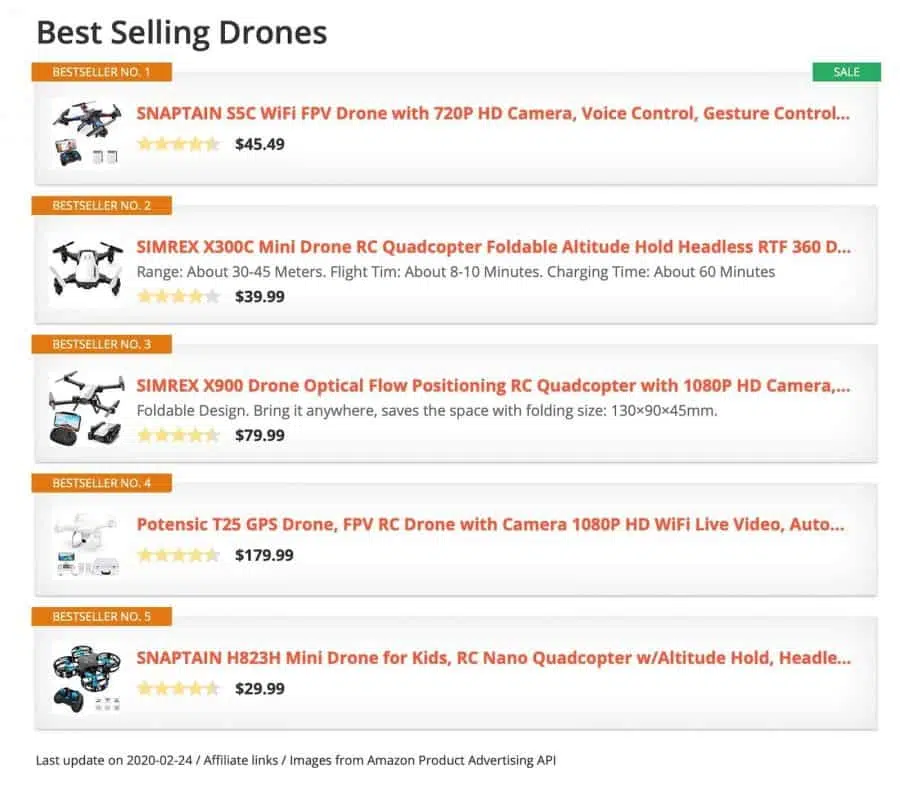 Best Selling Drones
BESTSELLER NO. 1
SALE
SNAPTAIN S5C WiFi FPV Drone with 720P HD Camera, Voice Control, Gesture Control...
$45.49
BESTSELLER NO. 2
SIMREX X300C Mini Drone RC Quadcopter Foldable Altitude Hold Headless RTF 360 D...
Range: About 30-45 Meters. Flight Tim: About 8-10 Minutes. Charging Time: About 60 Minutes
$39.99
BESTSELLER NO. 3
SIMREX X900 Drone Optical Flow Positioning RC Quadcopter with 1080P HD Camera,...
Foldable Design. Bring it anywhere, saves the space with folding size: 130×90×45mm.
$79.99
BESTSELLER NO. 4
Potensic T25 GPS Drone, FPV RC Drone with Camera 1080P HD WiFi Live Video, Auto...
$179.99
BESTSELLER NO. 5
SNAPTAIN H823H Mini Drone for Kids, RC Nano Quadcopter w/Altitude Hold, Headle...
$29.99
Last update on 2020-02-24 / Affiliate links / Images from Amazon Product Advertising API